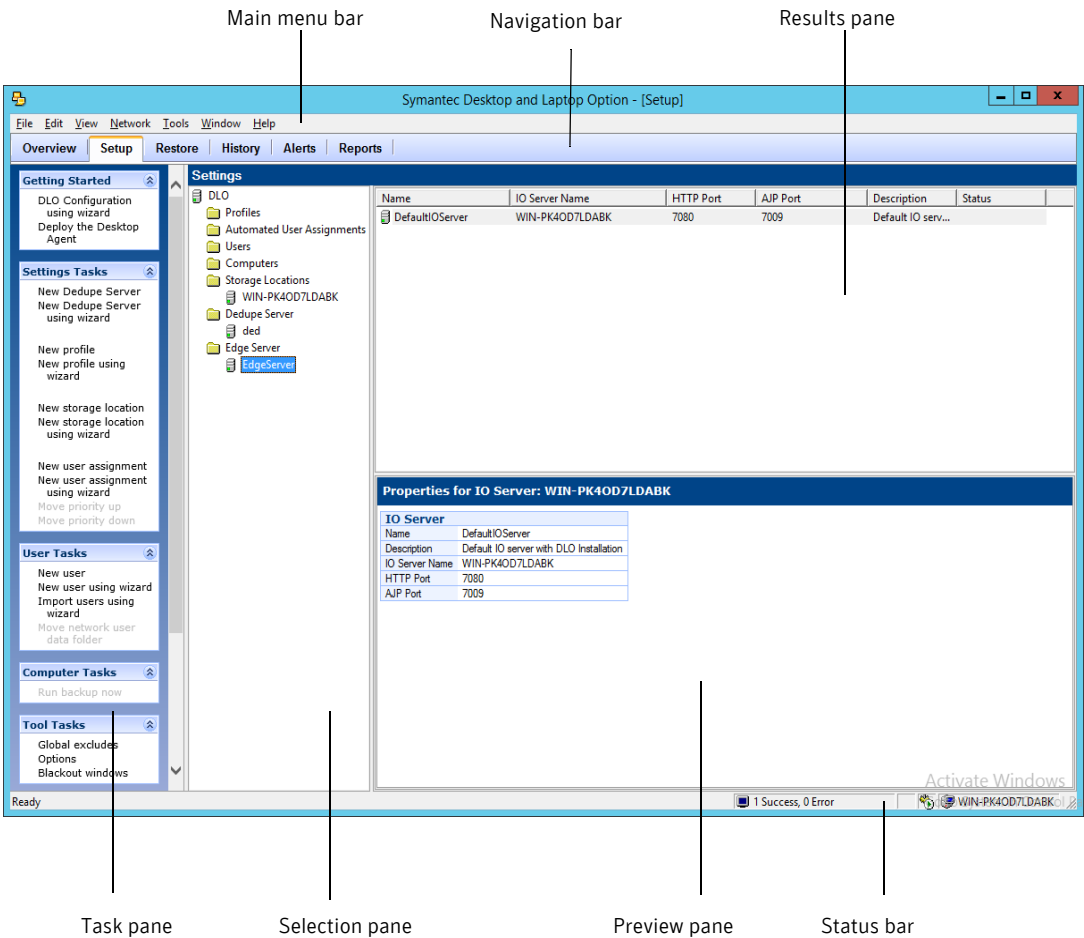 Main menu bar
Navigation bar
Results pane
Symantec Desktop and Laptop Option - [Setup]
File Edit View Network Tools Window Help
Overview Setup Restore History Alerts Reports
Getting Started
DLO Configuration
using wizard
Deploy the Desktop
Agent
Settings Tasks
New Dedupe Server
New Dedupe Server
using wizard
New profile
New profile using
wizard
New storage location
New storage location
using wizard
New user assignment
New user assignment
using wizard
Move priority up
Move priority down
User Tasks
New user
New user using wizard
Import users using
wizard
Move network user
data folder
Computer Tasks
Run backup now
Tool Tasks
Global excludes
Options
Blackout windows
Settings
DLO
Profiles
Automated User Assignments
Users
Computers
Storage Locations
WIN-PK4OD7LDABK
Dedupe Server
ded
Edge Server
EdgeServer
Name IO Server Name HTTP Port AJP Port Description Status
DefaultIOServer WIN-PK4OD7LDABK 7080 7009 Default IO serv...
Properties for IO Server: WIN-PK4OD7LDABK
IO Server
Name DefaultIOServer
Description Default IO server with DLO Installation
IO Server Name WIN-PK4OD7LDABK
HTTP Port 7080
AJP Port 7009
Activate Windows
Ready
1 Success, 0 Error
WIN-PK4OD7LDABK
Task pane
Selection pane
Preview pane
Status bar